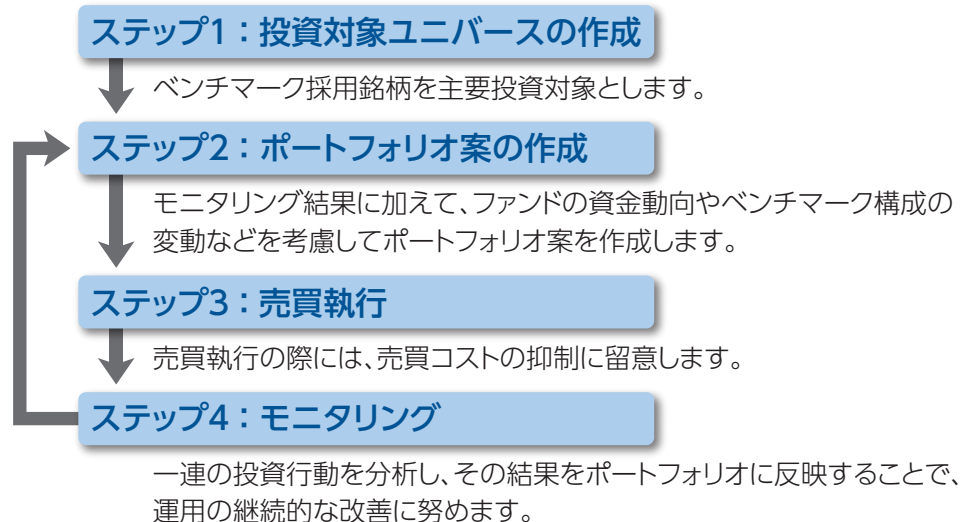 ステップ1：投資対象ユニバースの作成
ベンチマーク採用銘柄を主要投資対象とします。
ステップ2：ポートフォリオ案の作成
モニタリング結果に加えて、ファンドの資金動向やベンチマーク構成の
変動などを考慮してポートフォリオ案を作成します。
ステップ3：売買執行
売買執行の際には、売買コストの抑制に留意します。
ステップ4：モニタリング
一連の投資行動を分析し、その結果をポートフォリオに反映することで、
運用の継続的な改善に努めます。